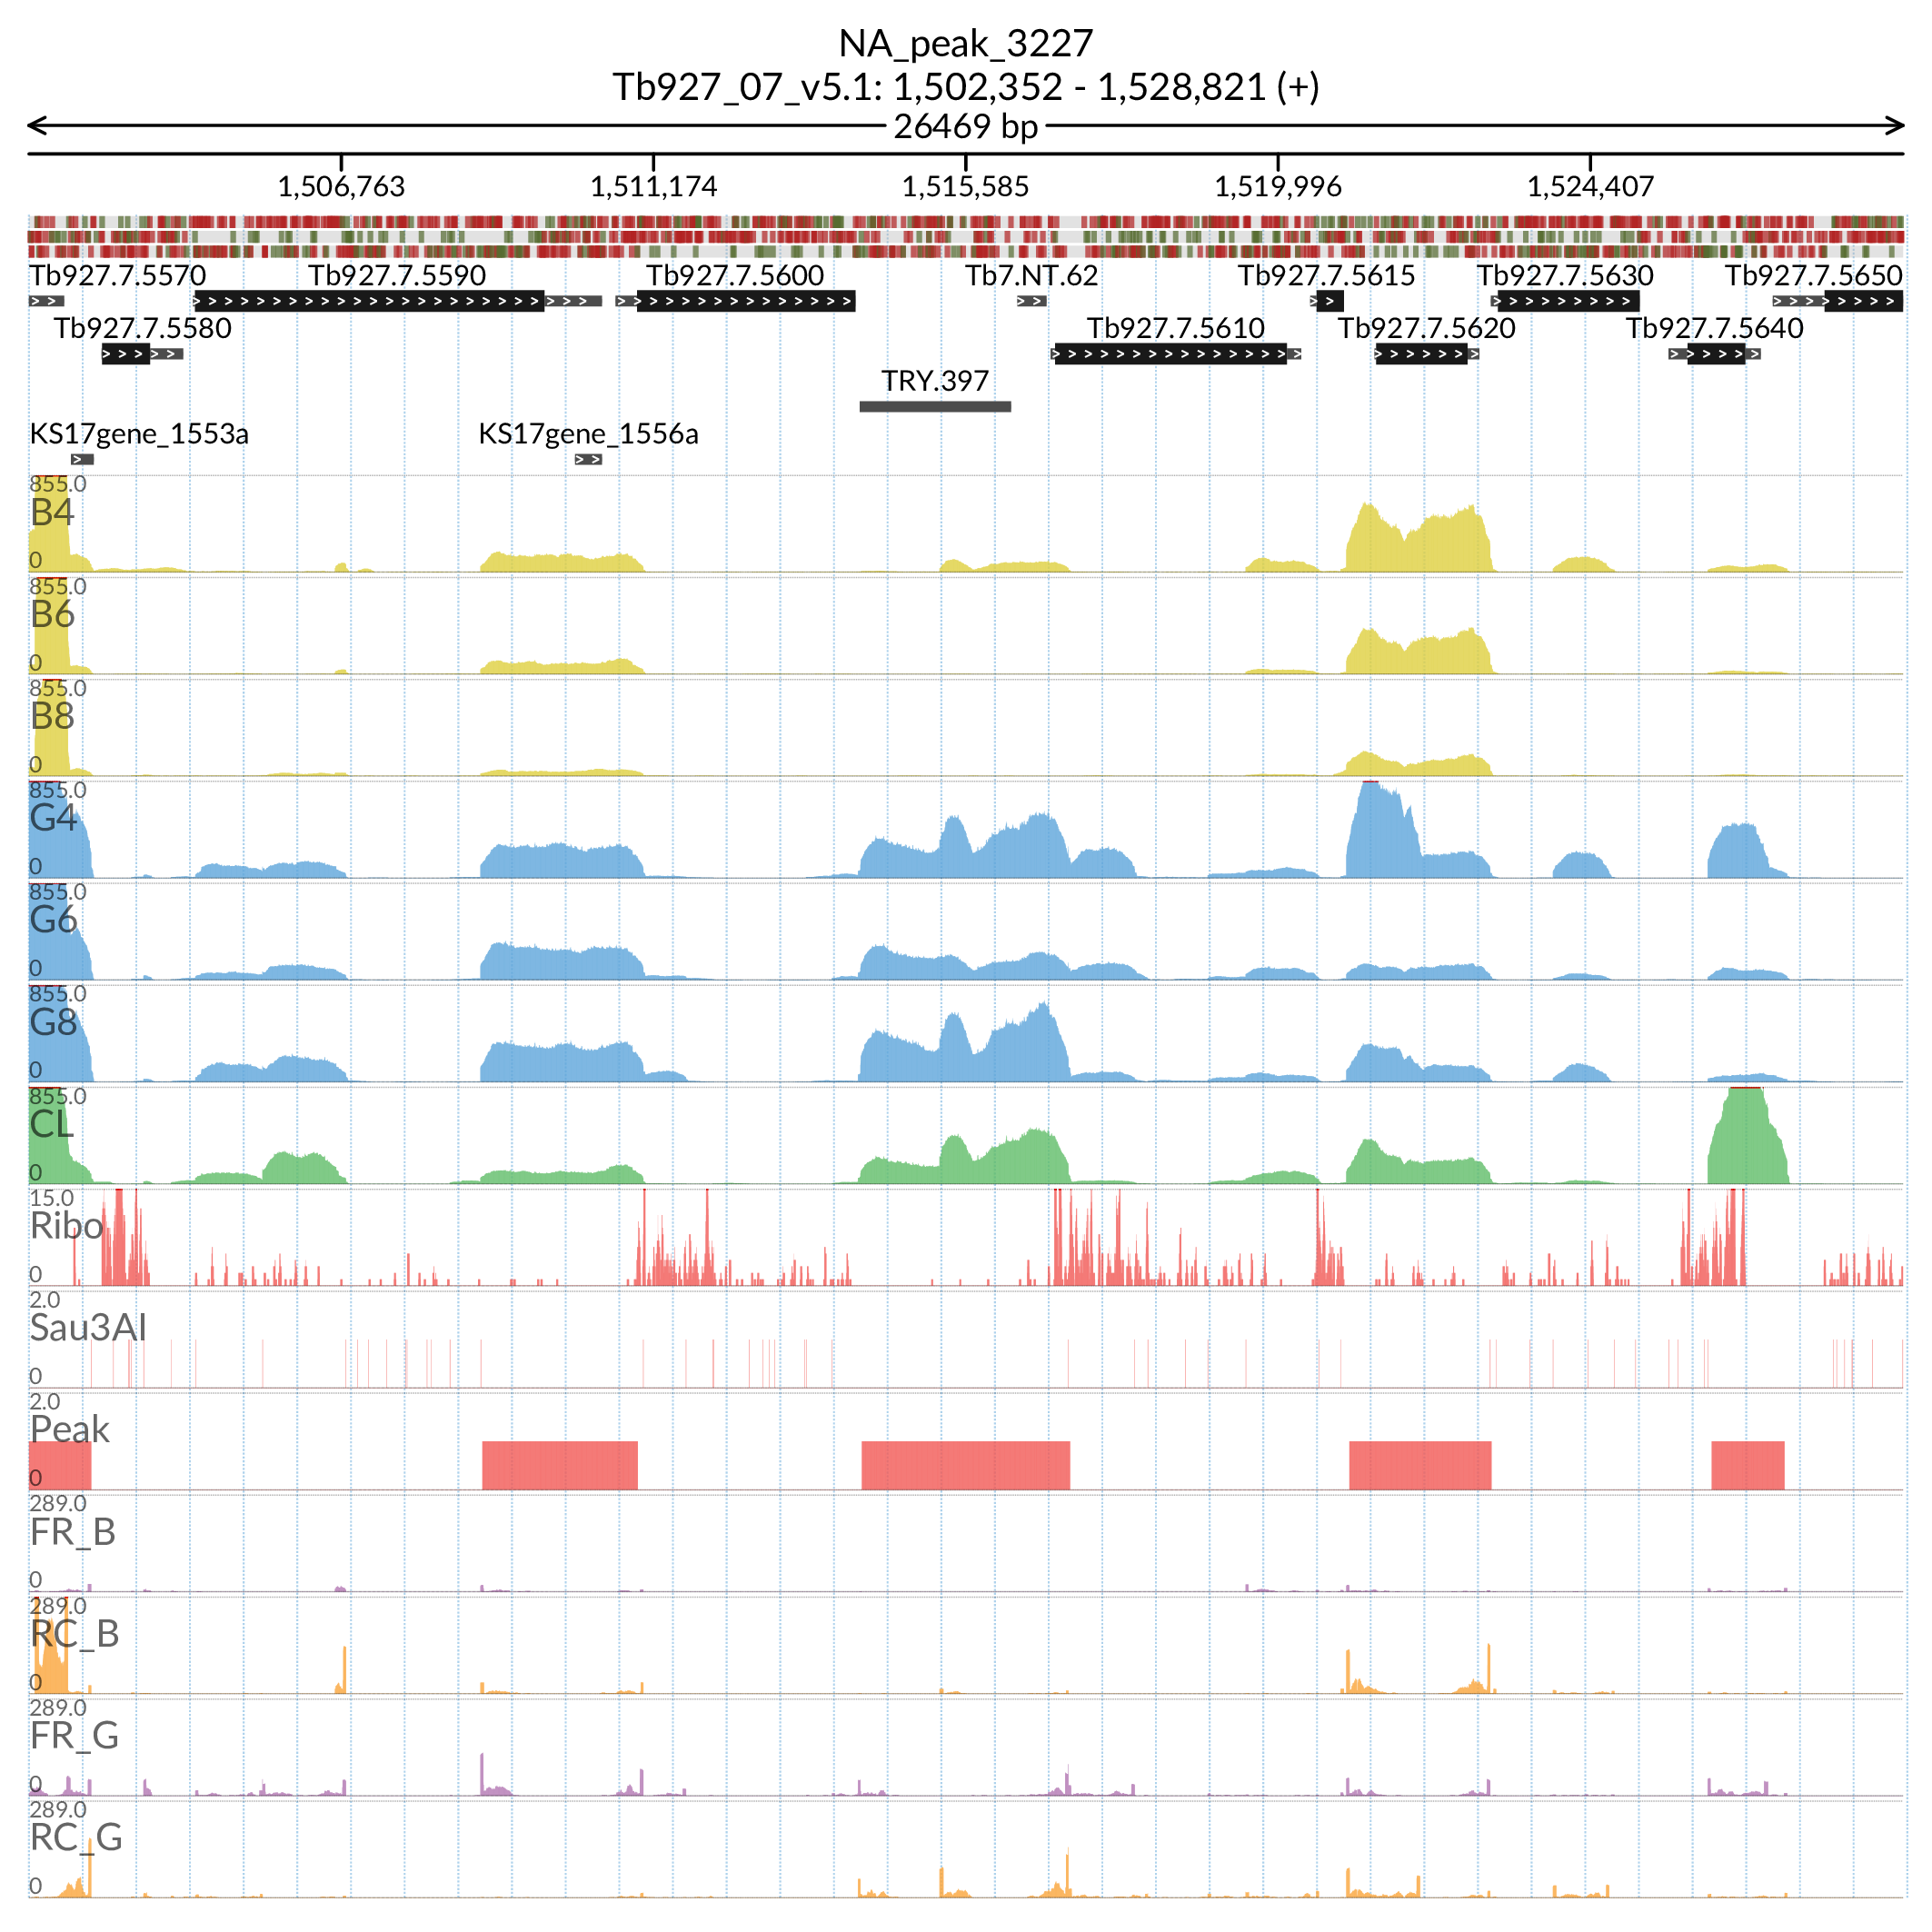 NA_peak_3227
Tb927_07_v5.1: 1,502,352 - 1,528,821 (+)
26469 bp
1,506,763 1,511,174 1,515,585 1,519,996 1,524,407
Tb927.7.5570 Tb927.7.5590 Tb927.7.5600 Tb7.NT.62 Tb927.7.5615 Tb927.7.5630 Tb927.7.5650
Tb927.7.5580 Tb927.7.5610 Tb927.7.5620 Tb927.7.5640
TRY.397
KS17gene_1553a KS17gene_1556a
855.0
B4
0
855.0
B6
0
855.0
B8
0
855.0
G4
0
855.0
G6
0
855.0
G8
0
855.0
CL
0
15.0
Ribo
0
2.0
Sau3AI
0
2.0
Peak
0
289.0
FR_B
0
289.0
RC_B
0
289.0
FR_G
0
289.0
RC_G
0